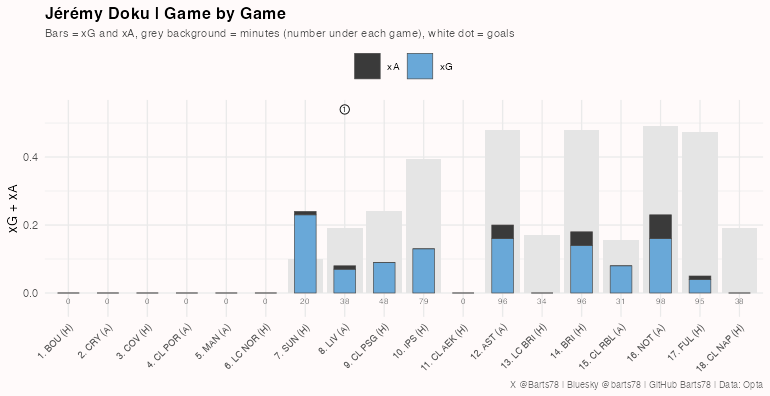 Jérémy Doku | Game by Game
Bars = xG and xA, grey background = minutes (number under each game), white dot = goals
xA xG
1
xG + xA
0.4
0.2
0.0
0 0 0 0 0 0 20 38 48 79 0 96 34 96 31 98 95 38
1. BOU (H)
2. CRY (A)
3. COV (H)
4. CL POR (A)
5. MAN (A)
6. LC NOR (H)
7. SUN (H)
8. LIV (A)
9. CL PSG (H)
10. IPS (H)
11. CL AEK (H)
12. AST (A)
13. LC BRI (H)
14. BRI (H)
15. CL RBL (A)
16. NOT (A)
17. FUL (H)
18. CL NAP (H)
X @Barts78 | Bluesky @barts78 | GitHub Barts78 | Data: Opta